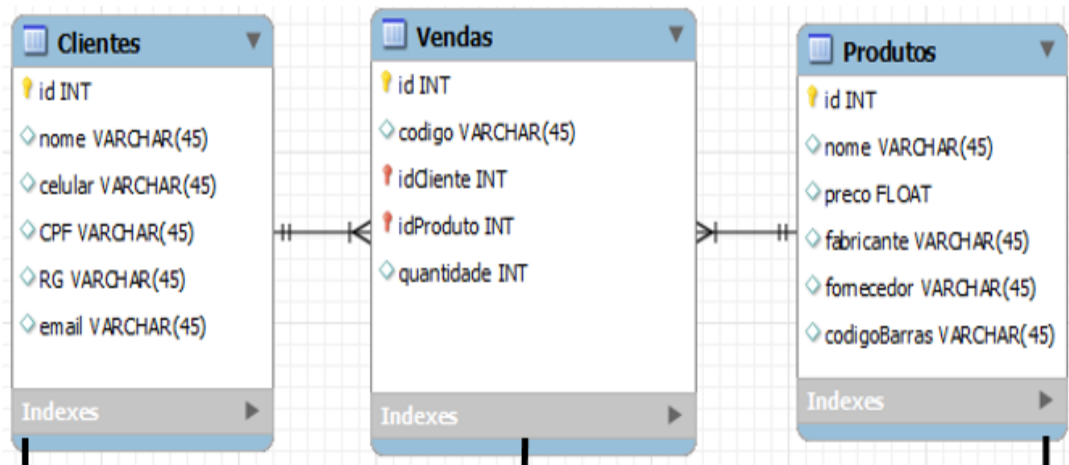 Clientes
id INT
nome VARCHAR(45)
celular VARCHAR(45)
CPF VARCHAR(45)
RG VARCHAR(45)
email VARCHAR(45)
Indexes
Vendas
id INT
codigo VARCHAR(45)
idCliente INT
idProduto INT
quantidade INT
Indexes
Produtos
id INT
nome VARCHAR(45)
preco FLOAT
fabricante VARCHAR(45)
fornecedor VARCHAR(45)
codigoBarras VARCHAR(45)
Indexes